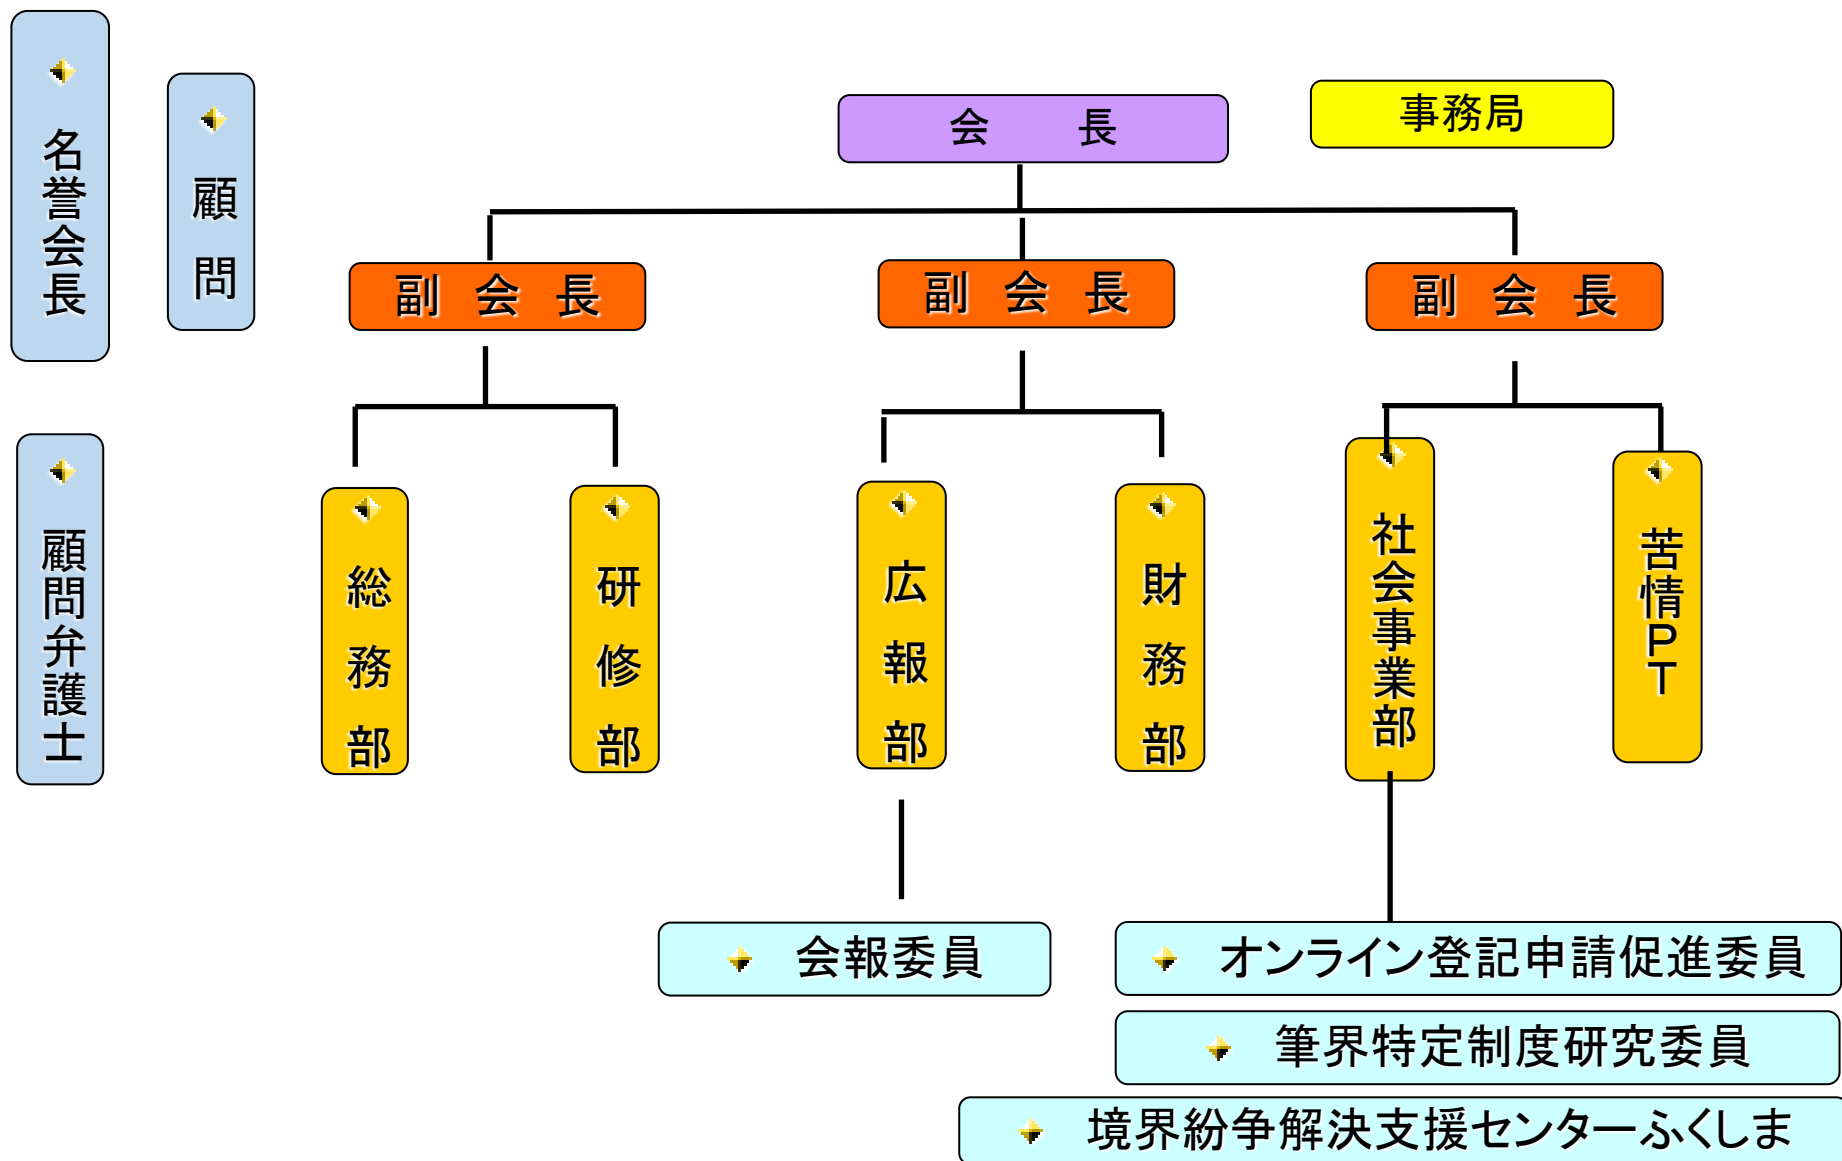 名誉会長
顧 問
会 長
事務局
副 会 長
副 会 長
副 会 長
顧問弁護士
総 務 部
研 修 部
広 報 部
財 務 部
社会事業部
苦情PT
会報委員
オンライン登記申請促進委員
筆界特定制度研究委員
境界紛争解決支援センターふくしま